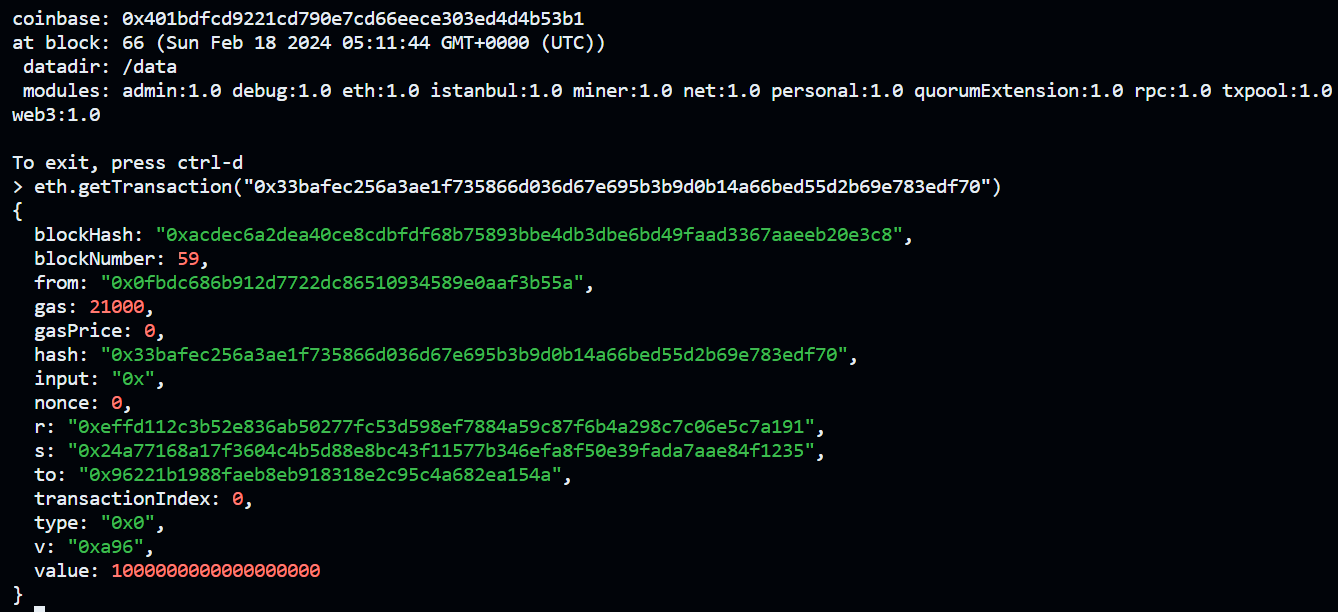 coinbase: 0x401bdfcd9221cd790e7cd66eece303ed4d4b53b1
at block: 66 (Sun Feb 18 2024 05:11:44 GMT+0000 (UTC))
datadir: /data
modules: admin:1.0 debug:1.0 eth:1.0 istanbul:1.0 miner:1.0 net:1.0 personal:1.0 quorumExtension:1.0 rpc:1.0 txpool:1.0
web3:1.0
To exit, press ctrl-d
> eth.getTransaction("0x33bafec256a3ae1f735866d036d67e695b3b9d0b14a66bed55d2b69e783edf70")
{
blockHash: "0xacdec6a2dea40ce8cdbfdf68b75893bbe4db3dbe6bd49faad3367aaeeb20e3c8",
blockNumber: 59,
from: "0x0fbdc686b912d7722dc86510934589e0aaf3b55a",
gas: 21000,
gasPrice: 0,
hash: "0x33bafec256a3ae1f735866d036d67e695b3b9d0b14a66bed55d2b69e783edf70",
input: "0x",
nonce: 0,
r: "0xeffd112c3b52e836ab50277fc53d598ef7884a59c87f6b4a298c7c06e5c7a191",
s: "0x24a77168a17f3604c4b5d88e8bc43f11577b346efa8f50e39fada7aae84f1235",
to: "0x96221b1988faeb8eb918318e2c95c4a682ea154a",
transactionIndex: 0,
type: "0x0",
v: "0xa96",
value: 1000000000000000000
}